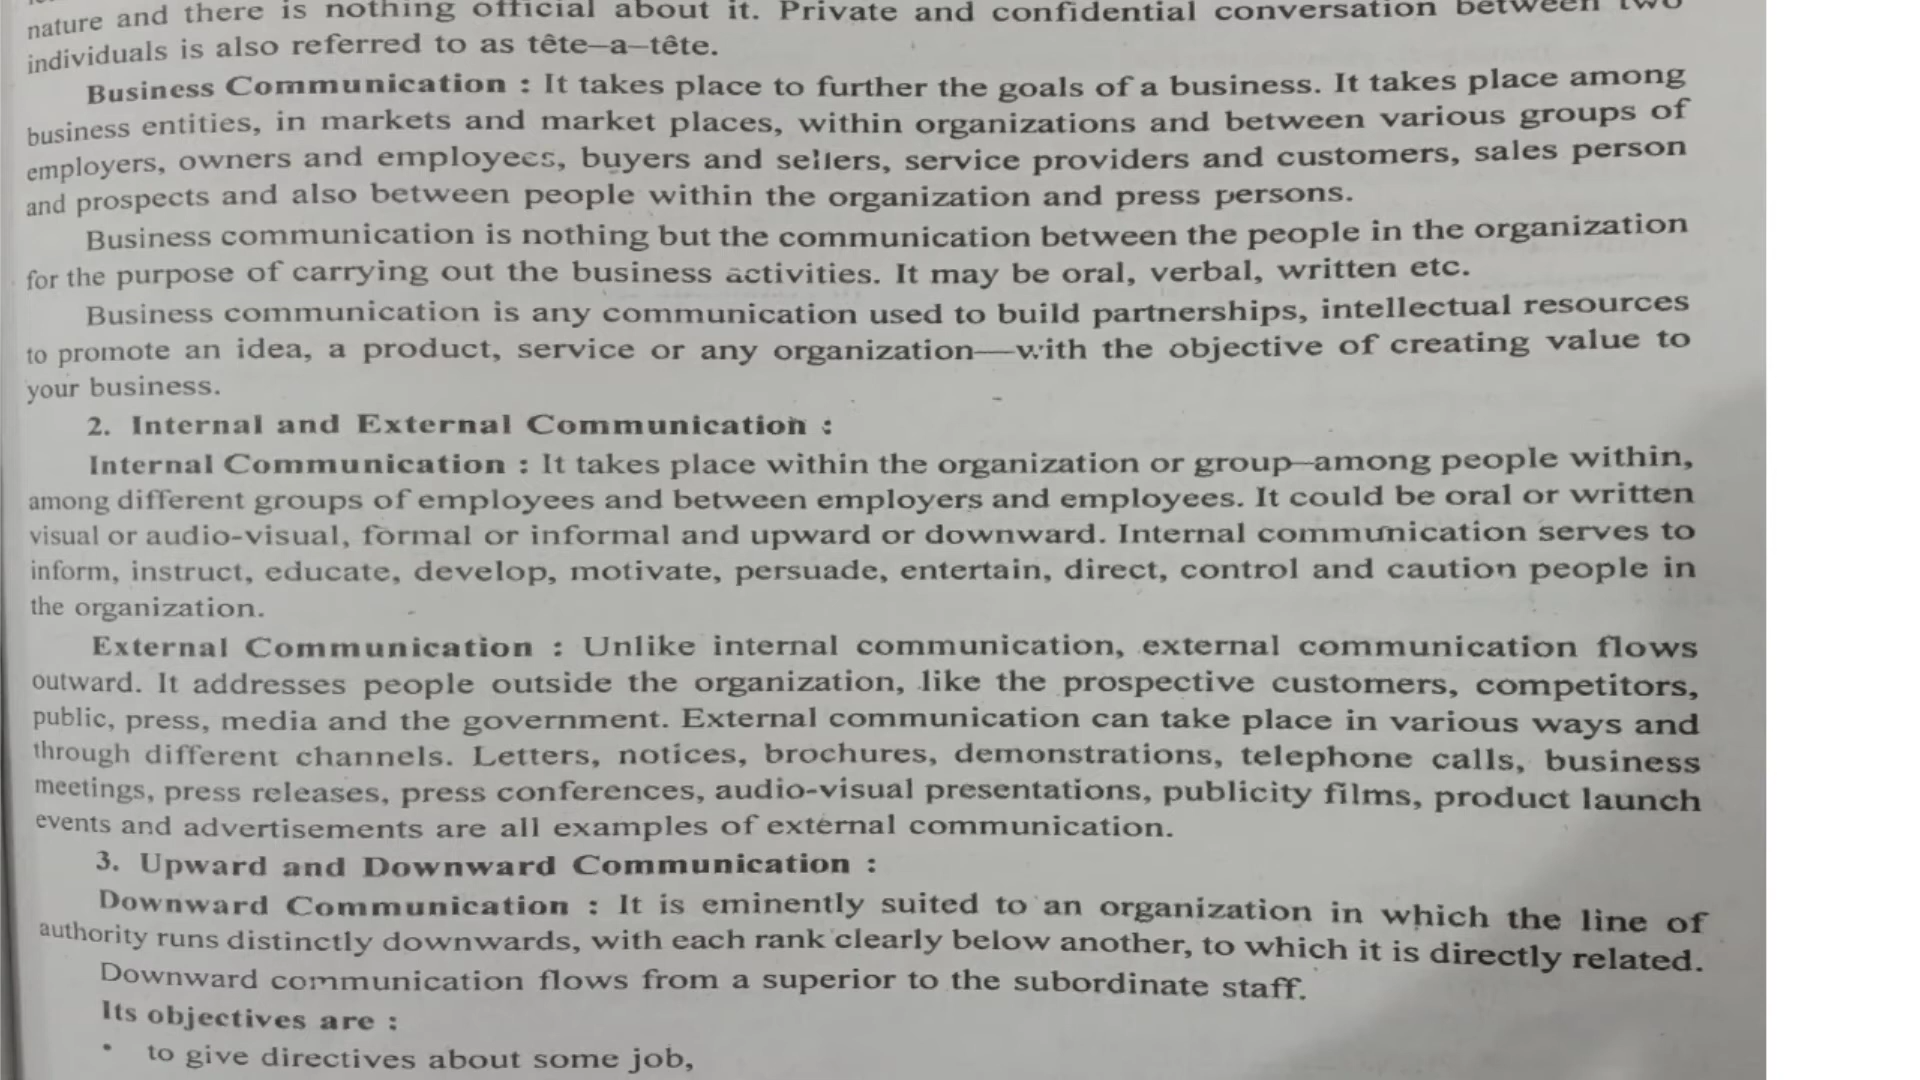 nature and there is nothing official about it. Private and confidential conversation between two
individuals is also referred to as tête—a—tête.
Business Communication : It takes place to further the goals of a business. It takes place among
business entities, in markets and market places, within organizations and between various groups of
employers, owners and employees, buyers and sellers, service providers and customers, sales person
and prospects and also between people within the organization and press persons.
Business communication is nothing but the communication between the people in the organization
for the purpose of carrying out the business activities. It may be oral, verbal, written etc.
Business communication is any communication used to build partnerships, intellectual resources
to promote an idea, a product, service or any organization—with the objective of creating value to
your business.
2. Internal and External Communication :
Internal Communication : It takes place within the organization or group—among people within,
among different groups of employees and between employers and employees. It could be oral or written
visual or audio-visual, formal or informal and upward or downward. Internal communication serves to
inform, instruct, educate, develop, motivate, persuade, entertain, direct, control and caution people in
the organization.
External Communication : Unlike internal communication, external communication flows
outward. It addresses people outside the organization, like the prospective customers, competitors,
public, press, media and the government. External communication can take place in various ways and
through different channels. Letters, notices, brochures, demonstrations, telephone calls, business
meetings, press releases, press conferences, audio-visual presentations, publicity films, product launch
events and advertisements are all examples of external communication.
3. Upward and Downward Communication :
Downward Communication : It is eminently suited to an organization in which the line of
authority runs distinctly downwards, with each rank clearly below another, to which it is directly related.
Downward communication flows from a superior to the subordinate staff.
Its objectives are :
• to give directives about some job,